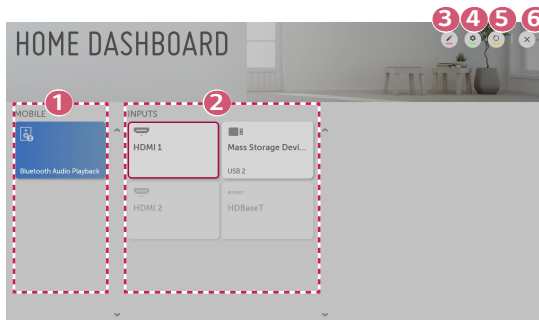 3 4 5 6
HOME DASHBOARD
1 2
MOBILE INPUTS
HDMI 1 Mass Storage Devi...
Bluetooth Audio Playback USB 2
HDMI 2 HDBaseT